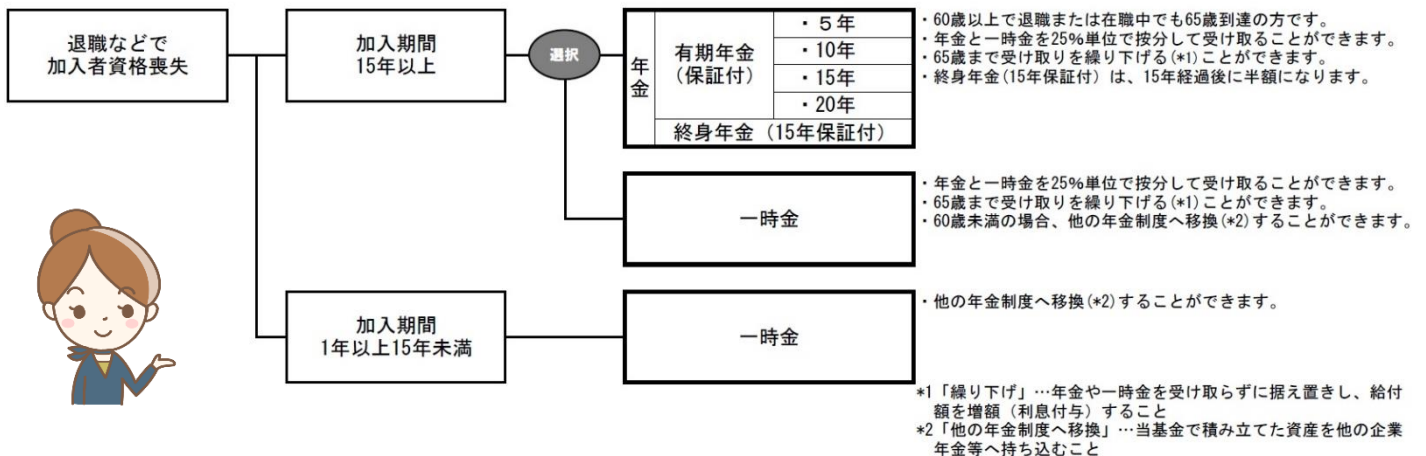 退職などで
加入者資格喪失
加入期間
15年以上
選択
年金
有期年金
(保証付)
・5年
・10年
・15年
・20年
終身年金(15年保証付)
・60歳以上で退職または在職中でも65歳到達の方です。
・年金と一時金を25%単位で按分して受け取ることができます。
・65歳まで受け取りを繰り下げる(*1)ことができます。
・終身年金(15年保証付)は、15年経過後に半額になります。
一時金
・年金と一時金を25%単位で按分して受け取ることができます。
・65歳まで受け取りを繰り下げる(*1)ことができます。
・60歳未満の場合、他の年金制度へ移換(*2)することができます。
加入期間
1年以上15年未満
一時金
・他の年金制度へ移換(*2)することができます。
*1「繰り下げ」…年金や一時金を受け取らずに据え置きし、給付
額を増額(利息付与)すること
*2「他の年金制度へ移換」…当基金で積み立てた資産を他の企業
年金等へ持ち込むこと